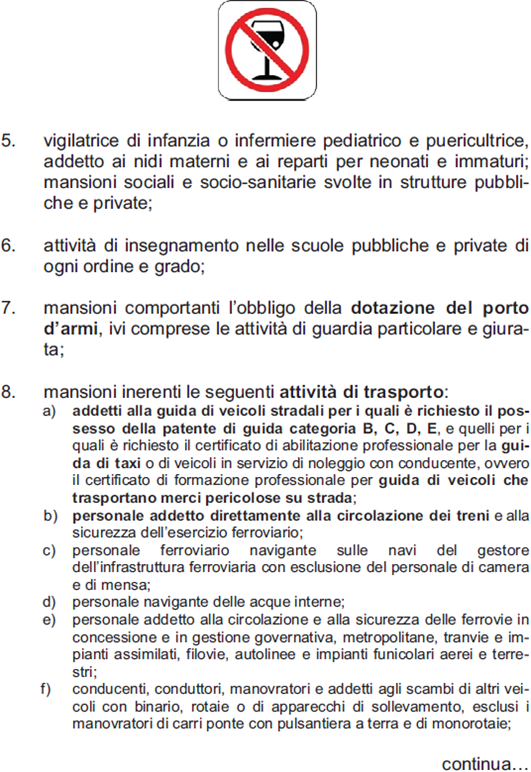 5. vigilatrice di infanzia o infermiere pediatrico e puericultrice,
addetto ai nidi materni e ai reparti per neonati e immaturi;
mansioni sociali e socio-sanitarie svolte in strutture pubbli-
che e private;
6. attività di insegnamento nelle scuole pubbliche e private di
ogni ordine e grado;
7. mansioni comportanti l'obbligo della dotazione del porto
d'armi, ivi comprese le attività di guardia particolare e giura-
ta;
8. mansioni inerenti le seguenti attività di trasporto:
a) addetti alla guida di veicoli stradali per i quali è richiesto il pos-
sesso della patente di guida categoria B, C, D, E, e quelli per i
quali è richiesto il certificato di abilitazione professionale per la gui-
da di taxi o di veicoli in servizio di noleggio con conducente, ovvero
il certificato di formazione professionale per guida di veicoli che
trasportano merci pericolose su strada;
b) personale addetto direttamente alla circolazione dei treni e alla
sicurezza dell'esercizio ferroviario;
c) personale ferroviario navigante sulle navi del gestore
dell'infrastruttura ferroviaria con esclusione del personale di camera
e di mensa;
d) personale navigante delle acque interne;
e) personale addetto alla circolazione e alla sicurezza delle ferrovie in
concessione e in gestione governativa, metropolitane, tranvie e im-
pianti assimilati, filovie, autolinee e impianti funicolari aerei e terre-
stri;
f) conducenti, conduttori, manovratori e addetti agli scambi di altri vei-
coli con binario, rotaie o di apparecchi di sollevamento, esclusi i
manovratori di carri ponte con pulsantiera a terra e di monorotaie;
continua…